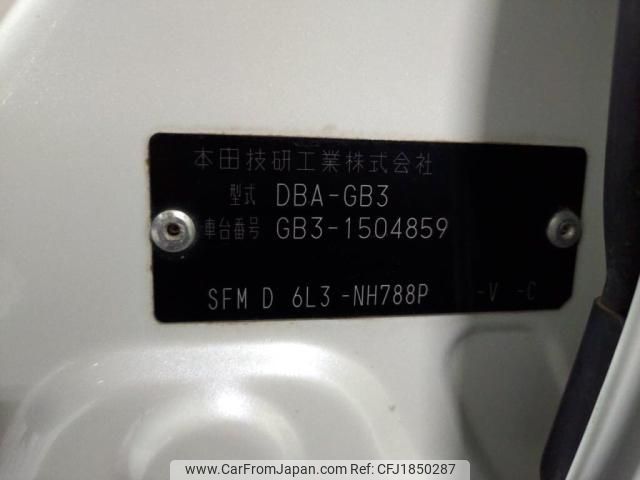 本田技研工業株式会社
型式 DBA-GB3
車台番号 GB3-1504859
SFM D 6L3 -NH788P -V -C
www.CarFromJapan.com | Ref No: CFJ1850287